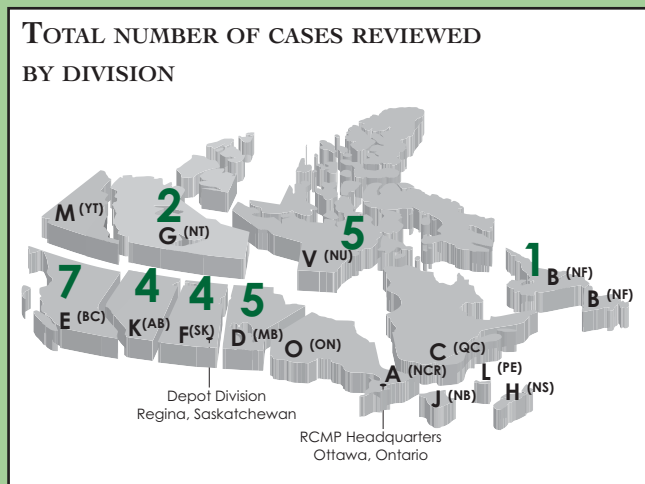 TOTAL NUMBER OF CASES REVIEWED
BY DIVISION
M (YT)
2
G (NT)
5
V (NU)
1
B (NF)
B (NF)
7
E (BC)
4
K (AB)
4
F (SK)
5
D (MB)
O (ON)
C (QC)
A (NCR)
L (PE)
J (NB)
H (NS)
Depot Division
Regina, Saskatchewan
RCMP Headquarters
Ottawa, Ontario